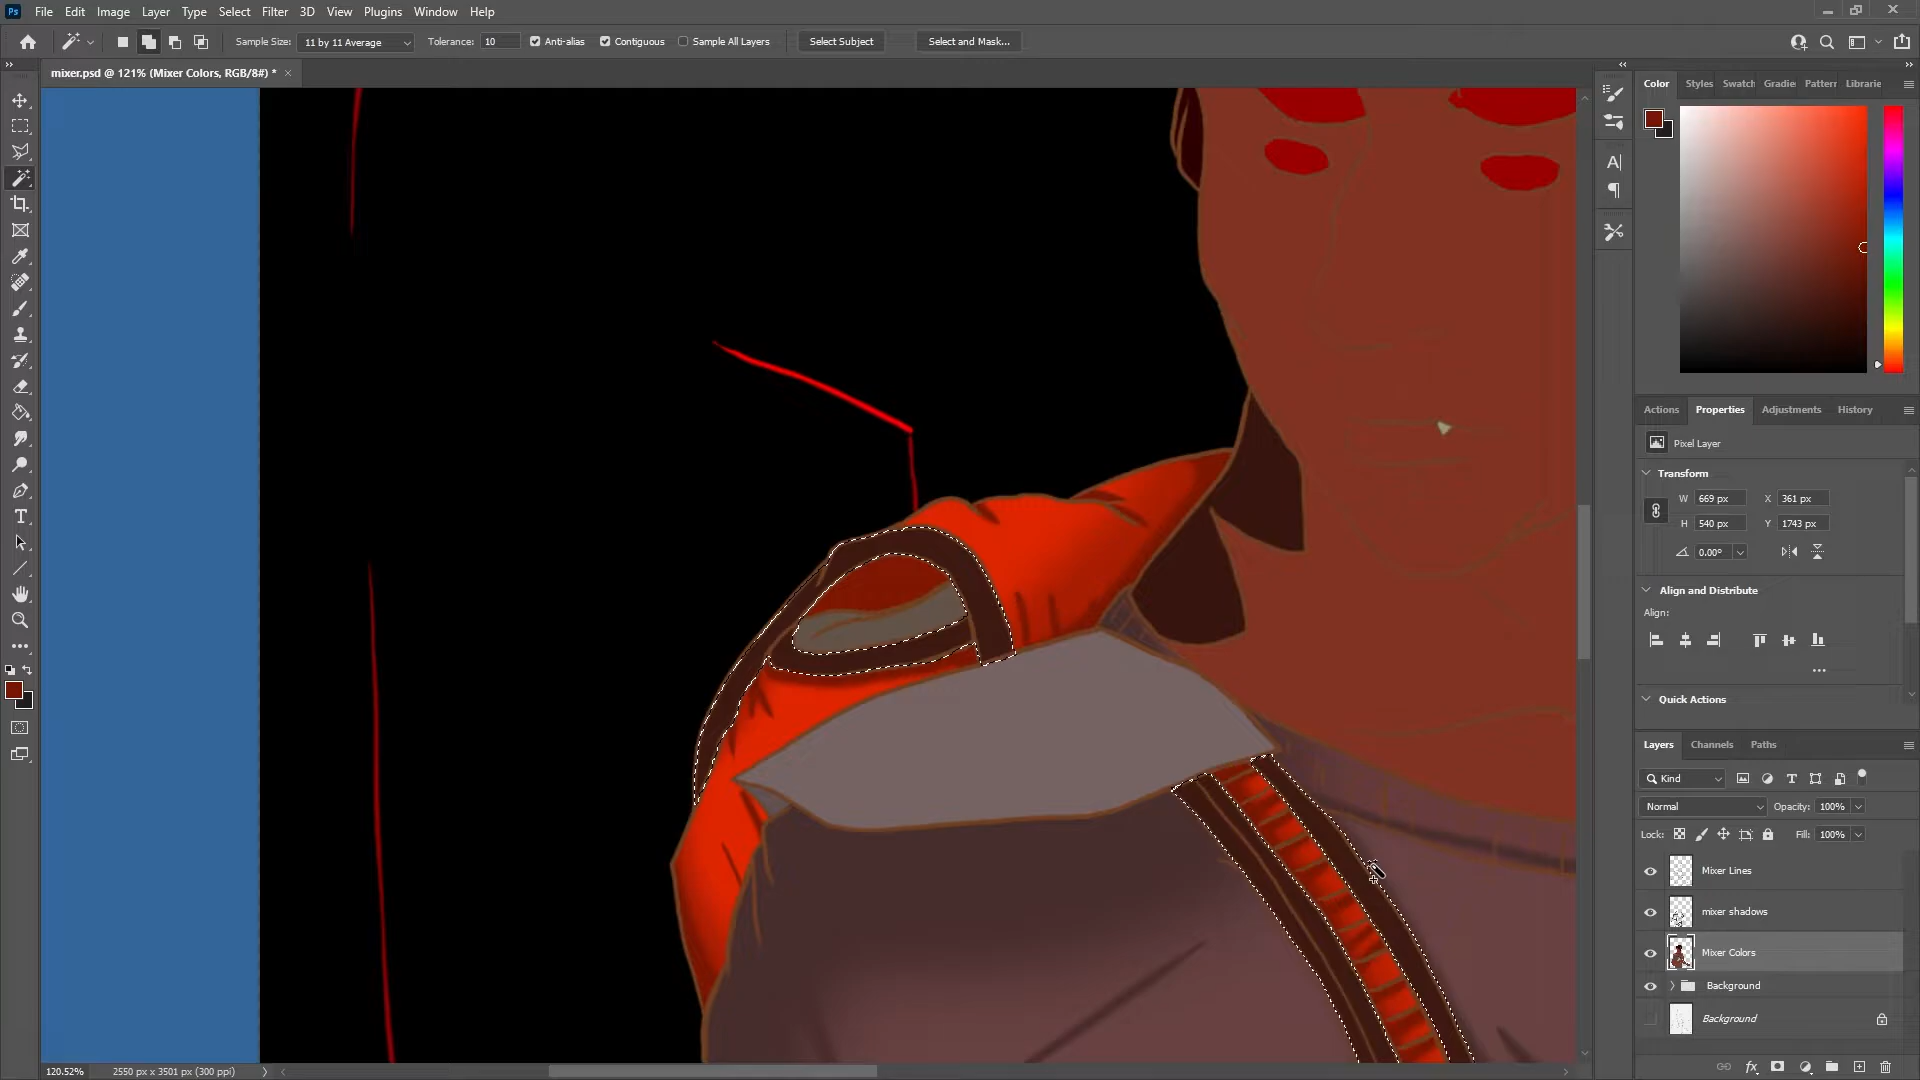 Ps File Edit Image Layer Type Select Filter 3D View Plugins Window Help
Sample Size: 11 by 11 Average Tolerance: 10 Anti-alias Contiguous Sample All Layers Select Subject Select and Mask...
mixer.psd @ 121% (Mixer Colors, RGB/8#) *
Color Styles Swatch Gradie Pattern Librarie
Actions Properties Adjustments History
Pixel Layer
Transform
W 669 px X 361 px
H 540 px Y 1743 px
0.00°
Align and Distribute
Align:
Quick Actions
Layers Channels Paths
Kind
Normal Opacity: 100%
Lock: Fill: 100%
Mixer Lines
mixer shadows
Mixer Colors
Background
Background
120.52% 2550 px x 3501 px (300 ppi)